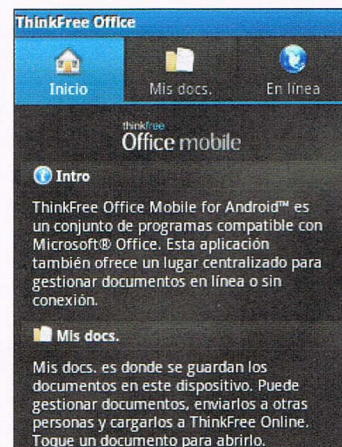 ThinkFree Office
Inicio Mis docs. En línea
thinkfree
Office mobile
Intro
ThinkFree Office Mobile for Android™ es
un conjunto de programas compatible con
Microsoft® Office. Esta aplicación
también ofrece un lugar centralizado para
gestionar documentos en línea o sin
conexión.
Mis docs.
Mis docs. es donde se guardan los
documentos en este dispositivo. Puede
gestionar documentos, enviarlos a otras
personas y cargarlos a ThinkFree Online.
Toque un documento para abrirlo.